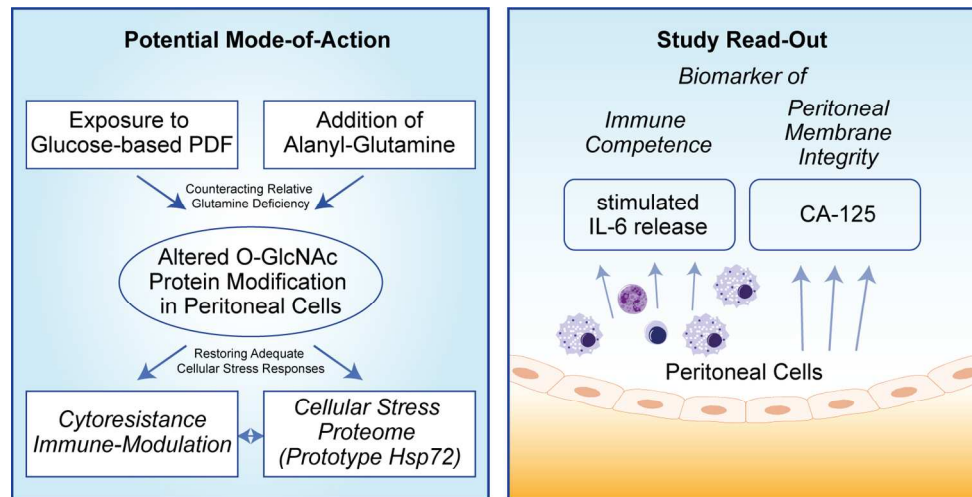 Potential Mode-of-Action
Exposure to
Glucose-based PDF
Addition of
Alanyl-Glutamine
Counteracting Relative
Glutamine Deficiency
Altered O-GlcNAc
Protein Modification
in Peritoneal Cells
Restoring Adequate
Cellular Stress Responses
Cytoresistance
Immune-Modulation
Cellular Stress
Proteome
(Prototype Hsp72)
Study Read-Out
Biomarker of
Immune
Competence
Peritoneal
Membrane
Integrity
stimulated
IL-6 release
CA-125
Peritoneal Cells